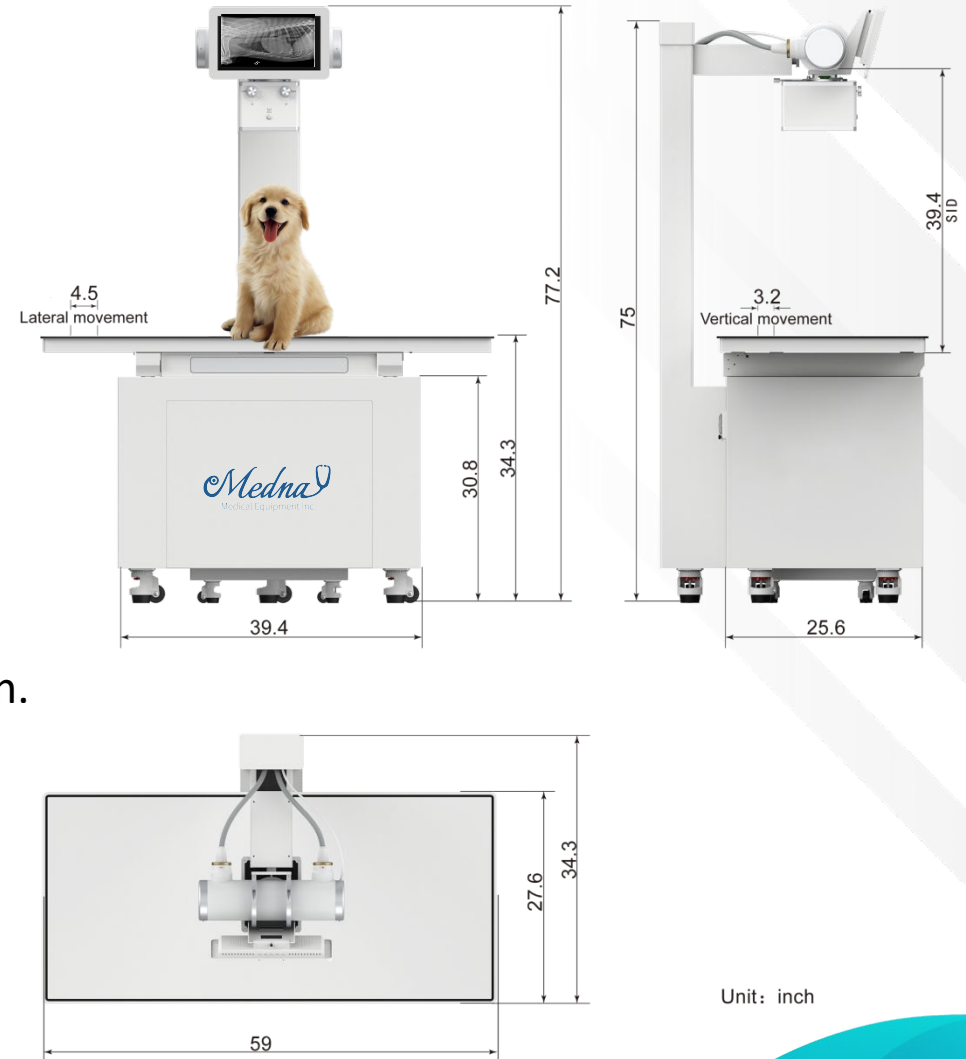 4.5
Lateral movement
77.2
30.8
34.3
39.4
Medna
Medical Equipment Inc
75
3.2
Vertical movement
39.4
SID
25.6
n.
27.6
34.3
59
Unit: inch